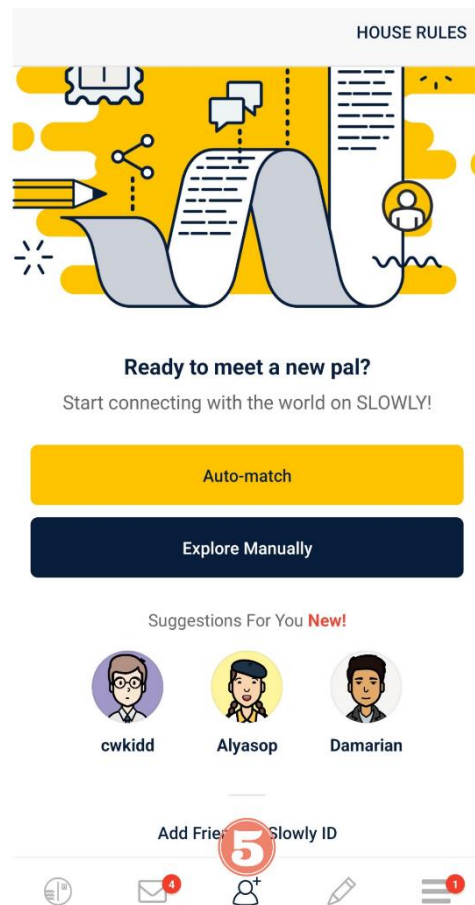 HOUSE RULES
Ready to meet a new pal?
Start connecting with the world on SLOWLY!
Auto-match
Explore Manually
Suggestions For You New!
cwkidd Alyasop Damarian
Add Slowly ID
5
4 1